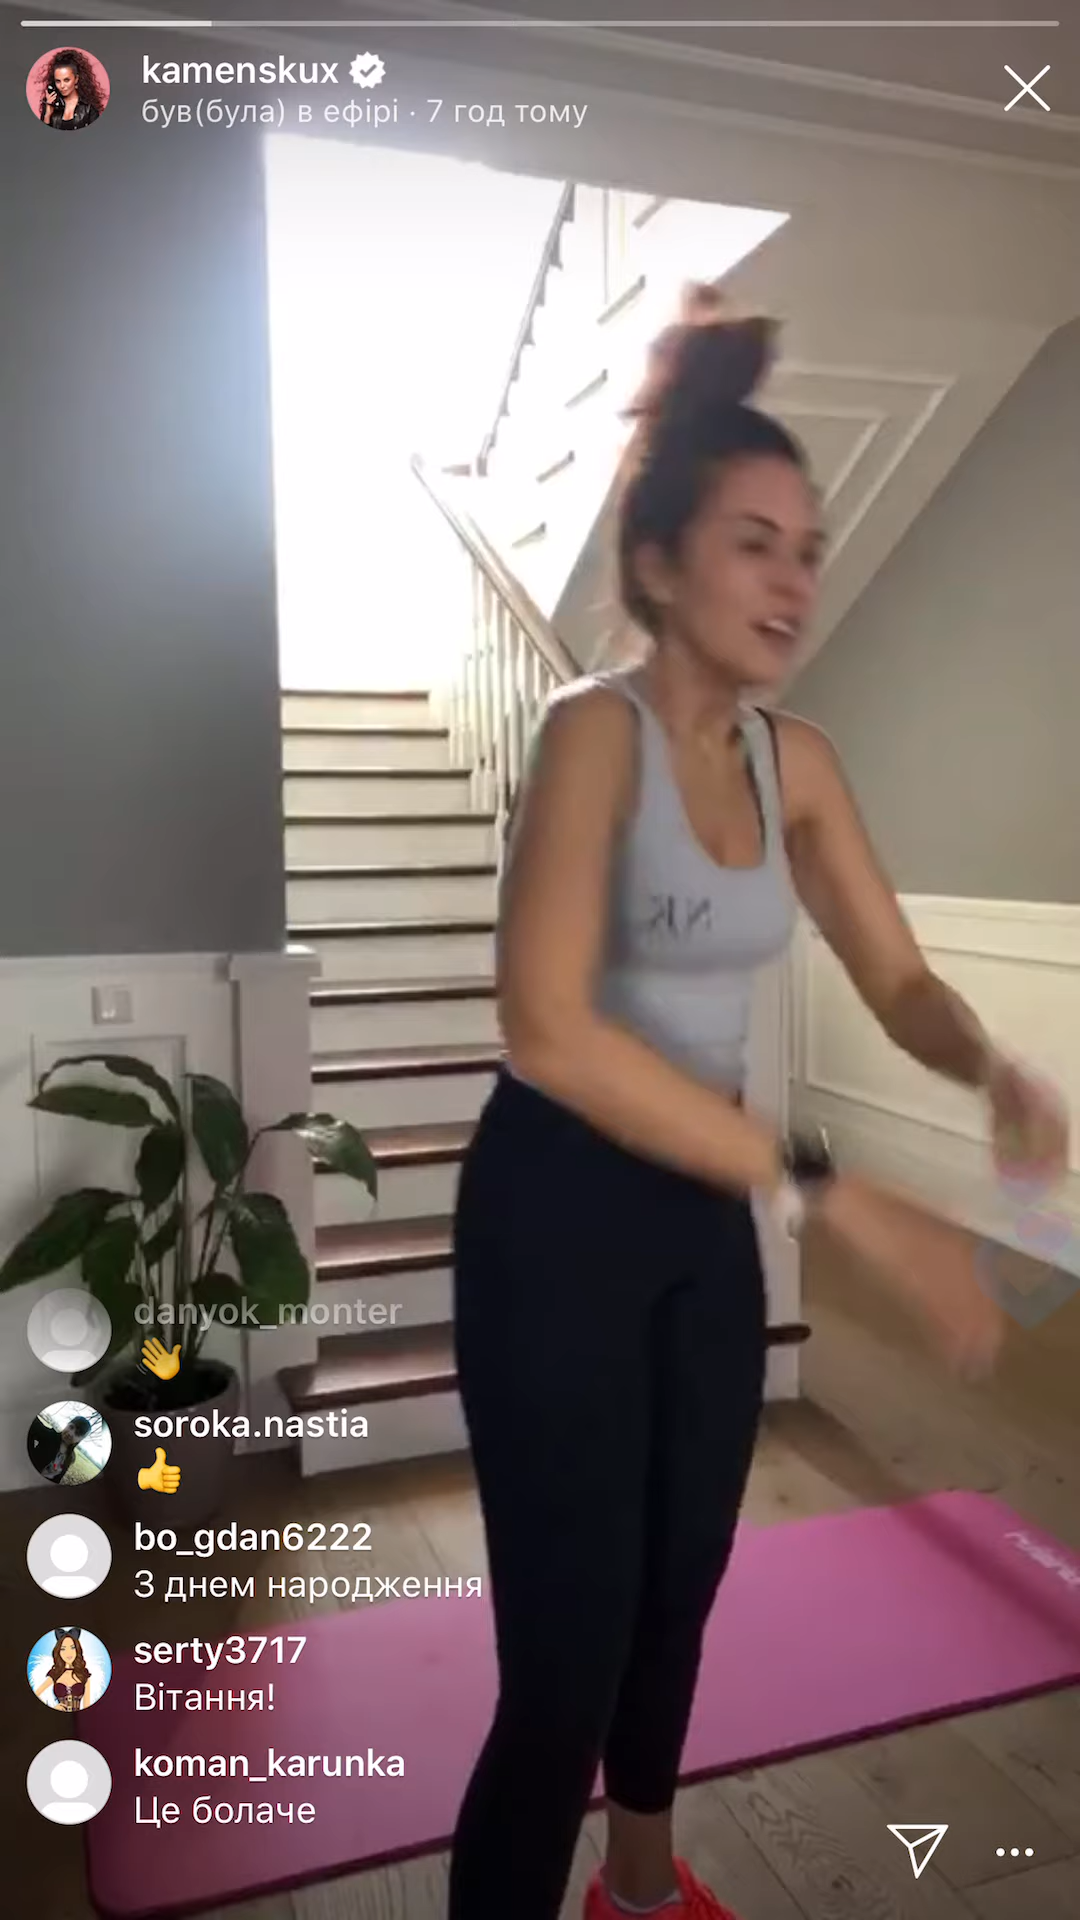 kamenskux
був(була) в ефірі · 7 год тому
danyok_monter
👋
soroka.nastia
👍
bo_gdan6222
З днем народження
serty3717
Вітання!
koman_karunka
Це болаче